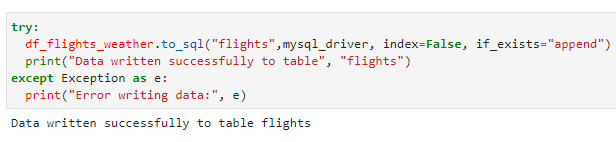 try:
  df_flights_weather.to_sql("flights",mysql_driver, index=False, if_exists="append")
  print("Data written successfully to table", "flights")
except Exception as e:
  print("Error writing data:", e)
Data written successfully to table flights